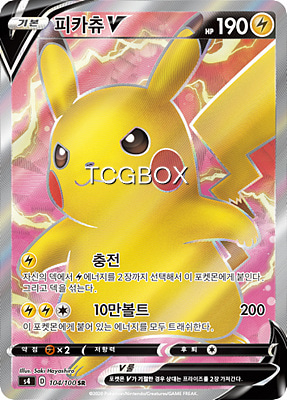 기본 피카츄V HP 190
TCGBOX
충전
자신의 덱에서 에너지를 2장까지 선택해서 이 포켓몬에게 붙인다.
그리고 덱을 섞는다.
10만볼트 200
이 포켓몬에게 붙어 있는 에너지를 모두 트래쉬한다.
약점 ×2 저항력 후퇴
Illus. Saki Hayashiro
V룰
s4 D 104/100 SR
포켓몬V가 기절한 경우 상대는 프라이즈를 2장 가져간다.